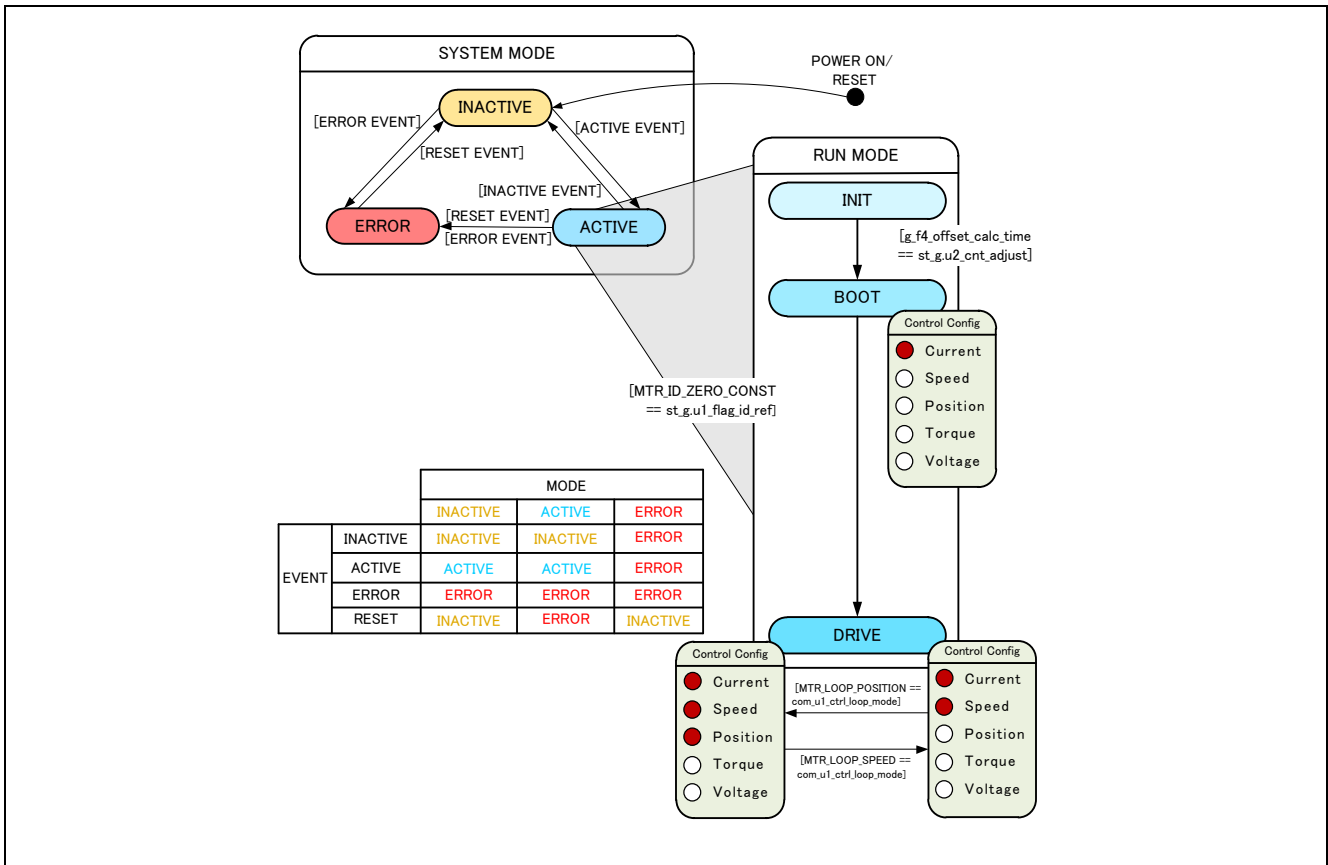 SYSTEM MODE
POWER ON/
RESET
INACTIVE
[ERROR EVENT]
[ACTIVE EVENT]
[RESET EVENT]
[INACTIVE EVENT]
ERROR
[RESET EVENT]
[ERROR EVENT]
ACTIVE
RUN MODE
INIT
[g_f4_offset_calc_time
== st_g.u2_cnt_adjust]
BOOT
Control Config
Current
Speed
Position
Torque
Voltage
[MTR_ID_ZERO_CONST
== st_g.u1_flag_id_ref]
MODE
INACTIVE ACTIVE ERROR
EVENT
INACTIVE INACTIVE INACTIVE ERROR
ACTIVE ACTIVE ACTIVE ERROR
ERROR ERROR ERROR ERROR
RESET INACTIVE ERROR INACTIVE
DRIVE
Control Config
Current
Speed
Position
Torque
Voltage
[MTR_LOOP_POSITION ==
com_u1_ctrl_loop_mode]
[MTR_LOOP_SPEED ==
com_u1_ctrl_loop_mode]
Control Config
Current
Speed
Position
Torque
Voltage